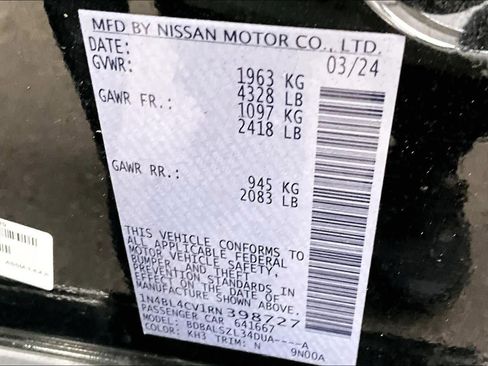 MFD BY NISSAN MOTOR CO., LTD.
DATE: 03/24
GVWR: 1963 KG
4328 LB
GAWR FR.: 1097 KG
2418 LB
GAWR RR.: 945 KG
2083 LB
THIS VEHICLE CONFORMS TO
ALL APPLICABLE FEDERAL
MOTOR VEHICLE SAFETY,
BUMPER, AND THEFT
PREVENTION STANDARDS
IN EFFECT ON THE DATE OF
MANUFACTURE SHOWN ABOVE.
1N4BL4CV1RN398727
PASSENGER CAR 641667
MODEL: BDBALSZL34DUA----A
COLOR: KH3 TRIM: N 9N00A